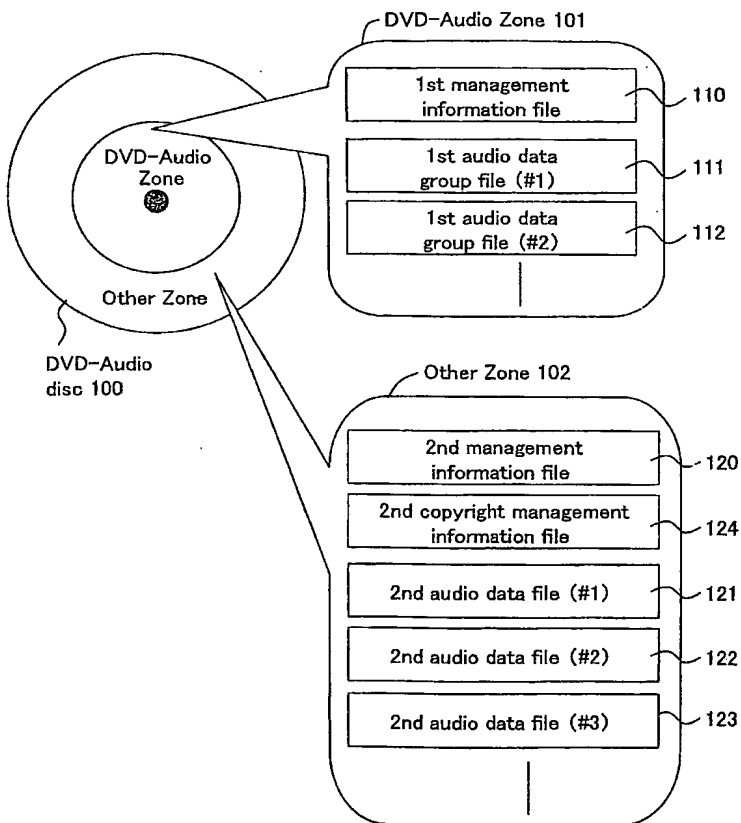 DVD-Audio Zone 101
1st management
information file
110
1st audio data
group file (#1)
111
1st audio data
group file (#2)
112
DVD-Audio
Zone
Other Zone
DVD-Audio
disc 100
Other Zone 102
2nd management
information file
120
2nd copyright management
information file
124
2nd audio data file (#1)
121
2nd audio data file (#2)
122
2nd audio data file (#3)
123